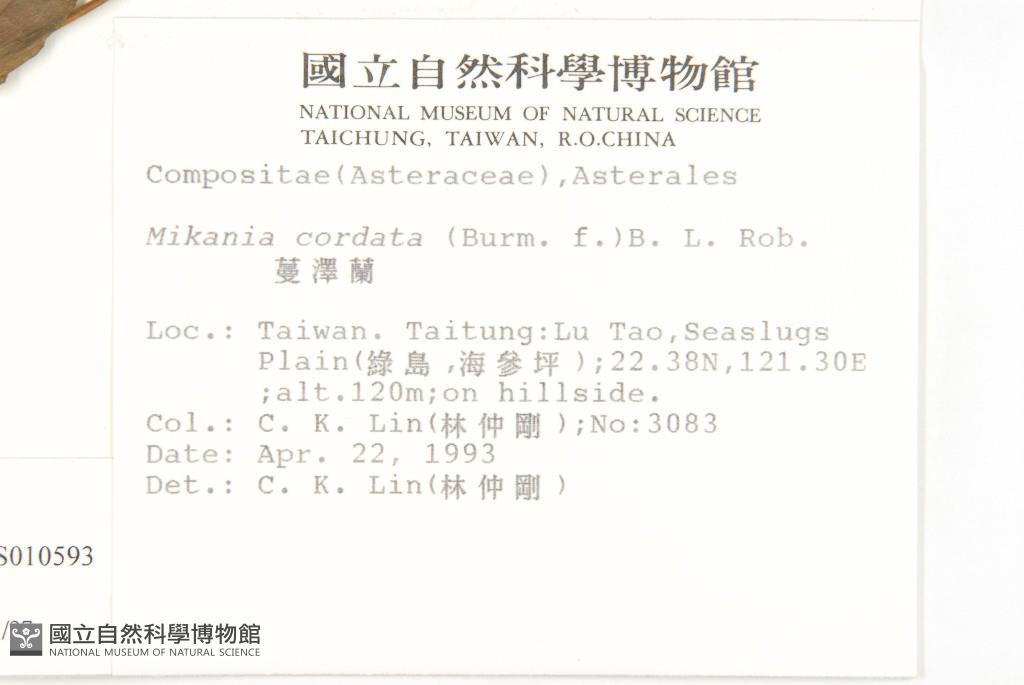 國立自然科學博物館
NATIONAL MUSEUM OF NATURAL SCIENCE
TAICHUNG, TAIWAN, R.O.CHINA
Compositae(Asteraceae),Asterales
Mikania cordata (Burm. f.)B. L. Rob.
蔓澤蘭
Loc.: Taiwan. Taitung:Lu Tao,Seaslugs
Plain(綠島,海參坪);22.38N,121.30E
;alt.120m;on hillside.
Col.: C. K. Lin(林仲剛);No:3083
Date: Apr. 22, 1993
Det.: C. K. Lin(林仲剛)
S010593
國立自然科學博物館
NATIONAL MUSEUM OF NATURAL SCIENCE